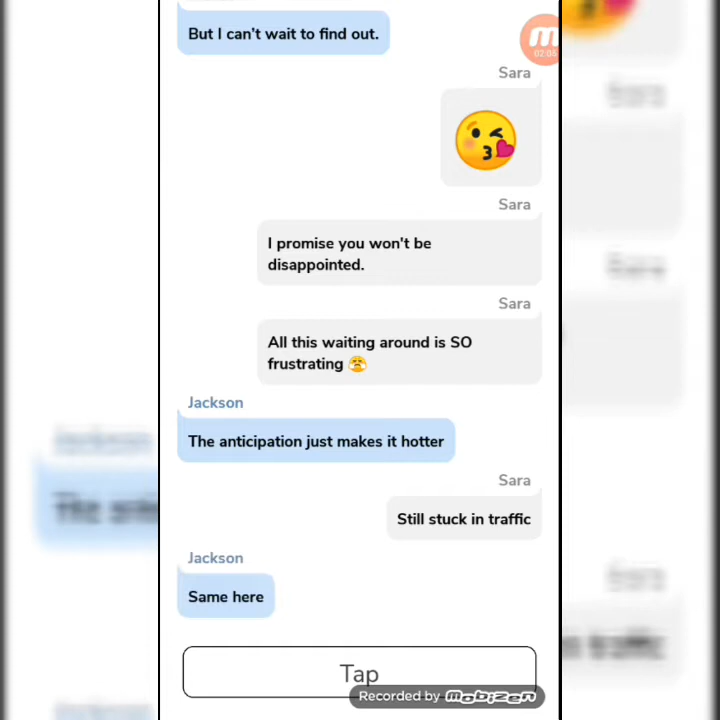 But I can't wait to find out.
02:05
Sara
Sara
I promise you won't be
disappointed.
Sara
All this waiting around is SO
frustrating
Jackson
The anticipation just makes it hotter
Sara
Still stuck in traffic
Jackson
Same here
Tap
Recorded by mobizen